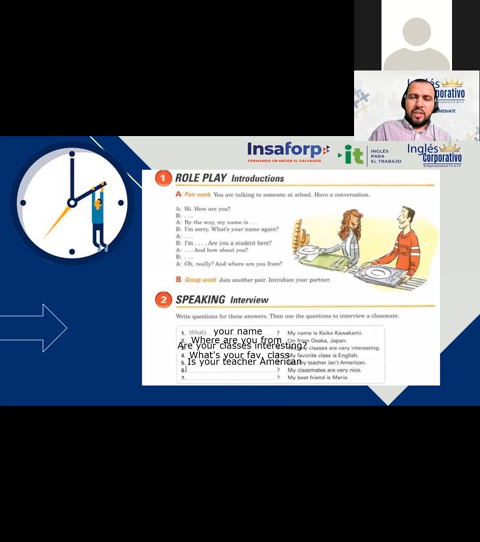 Inglés
Corporativo
Insaforp
FORMANDO UN MEJOR EL SALVADOR
it
INGLÉS
PARA
EL TRABAJO
Inglés
Corporativo
1 ROLE PLAY Introductions
A Pair work You are talking to someone at school. Have a conversation.
A: Hi. How are you?
B: . . .
A: By the way, my name is . . .
B: I'm sorry. What's your name again?
A: . . .
B: I'm . . . . Are you a student here?
A: . . . And how about you?
B: . . .
A: Oh, really? And where are you from?
B Group work Join another pair. Introduce your partner.
2 SPEAKING Interview
Write questions for these answers. Then use the questions to interview a classmate.
1. What's your name ? My name is Keiko Kawakami.
2. Where are you from I'm from Osaka, Japan.
Are your classes interesting? classes are very interesting.
4. What's your fav. class My favorite class is English.
5. Is your teacher American my teacher isn't American.
6. ? My classmates are very nice.
7. ? My best friend is Maria.